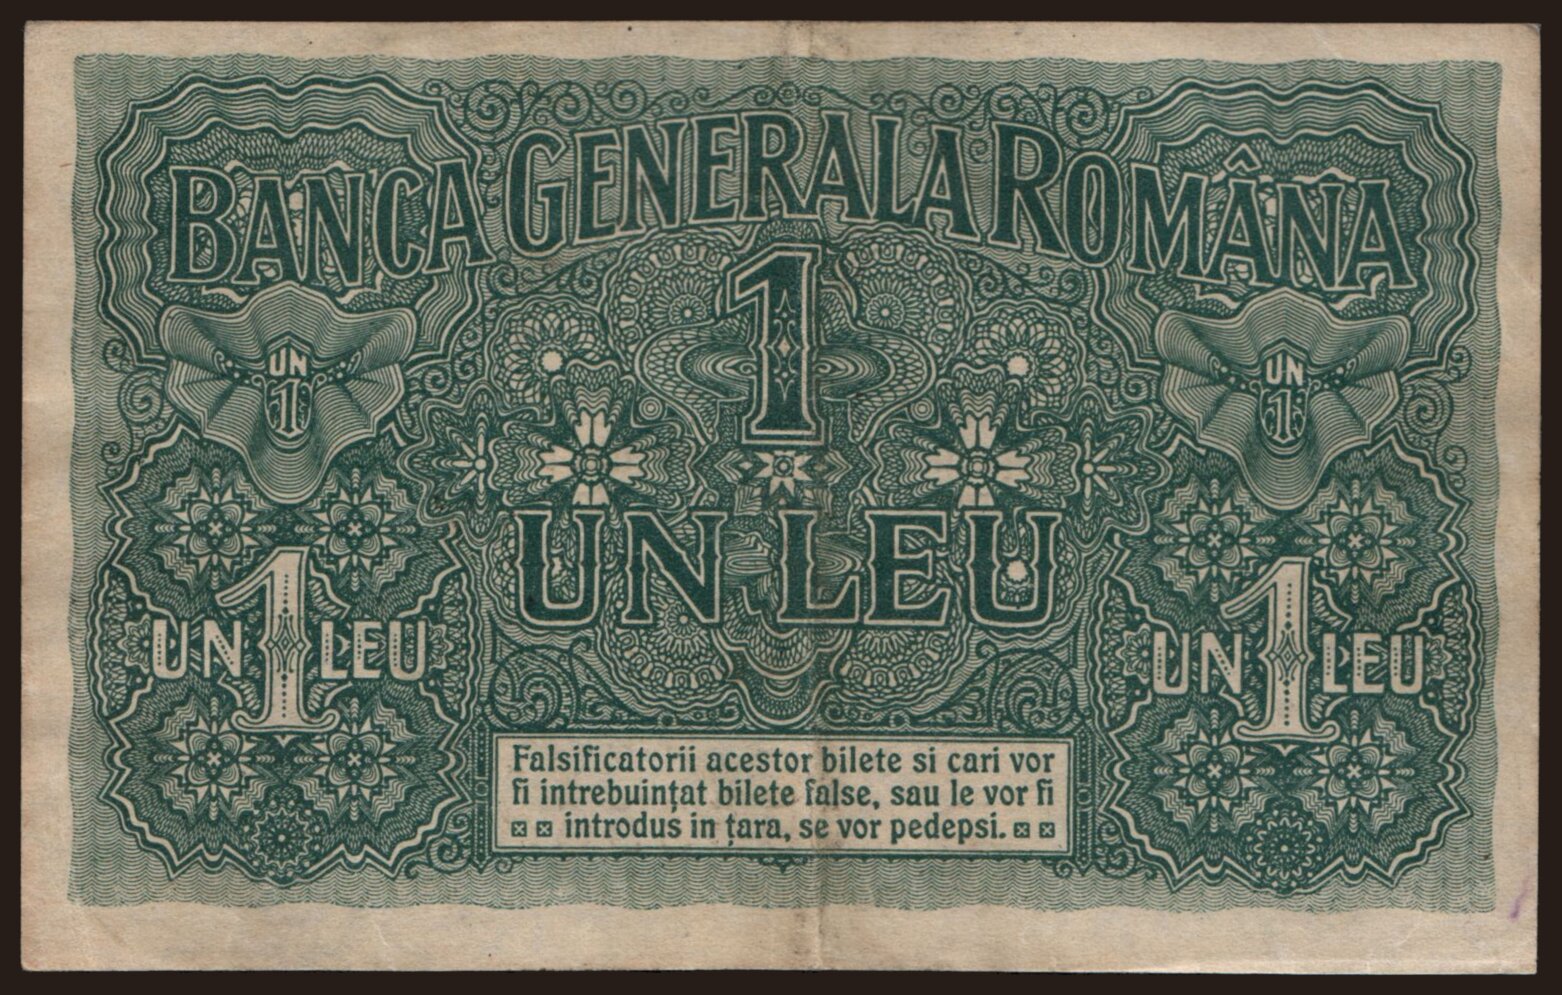 BANCA GENERALA ROMÂNA
1
UN
1
UN
1
UN LEU
UN 1 LEU
UN 1 LEU
Falsificatorii acestor bilete si cari vor
fi intrebuințat bilete false, sau le vor fi
introdus in țara, se vor pedepsi.